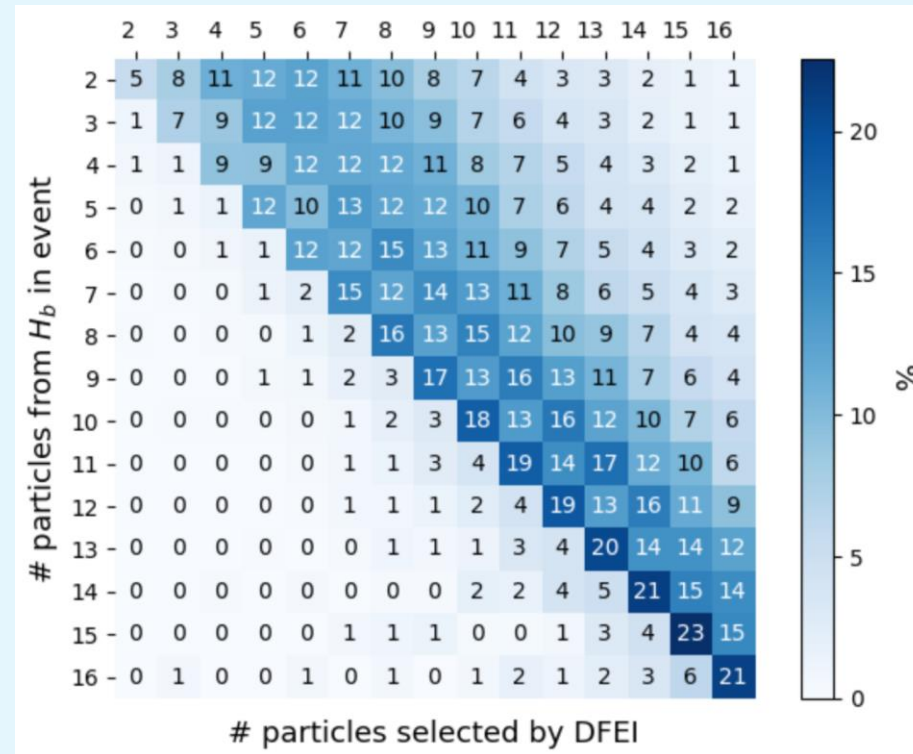 2 3 4 5 6 7 8 9 10 11 12 13 14 15 16
2 5 8 11 12 12 11 10 8 7 4 3 3 2 1 1
3 1 7 9 12 12 12 10 9 7 6 4 3 2 1 1
4 1 1 9 9 12 12 12 11 8 7 5 4 3 2 1
5 0 1 1 12 10 13 12 12 10 7 6 4 4 2 2
6 0 0 1 1 12 12 15 13 11 9 7 5 4 3 2
7 0 0 0 1 2 15 12 14 13 11 8 6 5 4 3
8 0 0 0 0 1 2 16 13 15 12 10 9 7 4 4
9 0 0 0 1 1 2 3 17 13 16 13 11 7 6 4
10 0 0 0 0 0 1 2 3 18 13 16 12 10 7 6
11 0 0 0 0 0 1 1 3 4 19 14 17 12 10 6
12 0 0 0 0 0 1 1 1 2 4 19 13 16 11 9
13 0 0 0 0 0 0 1 1 1 3 4 20 14 14 12
14 0 0 0 0 0 0 0 0 2 2 4 5 21 15 14
15 0 0 0 0 0 1 1 1 0 0 1 3 4 23 15
16 0 1 0 0 1 0 1 0 1 2 1 2 3 6 21
# particles from H_b in event
# particles selected by DFEI
20
15
10
5
0
%